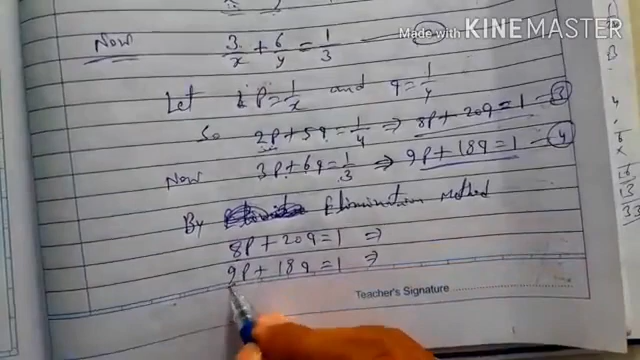 Made with KINEMASTER
Now 3/x + 6/y = 1/3
Let P = 1/x and q = 1/y
So 2P + 5q = 1/4 ⇒ 8P + 20q = 1 — ③
Now 3P + 6q = 1/3 ⇒ 9P + 18q = 1 — ④
By Elimination Method
8P + 20q = 1 ⇒
9P + 18q = 1 ⇒
Teacher's Signature